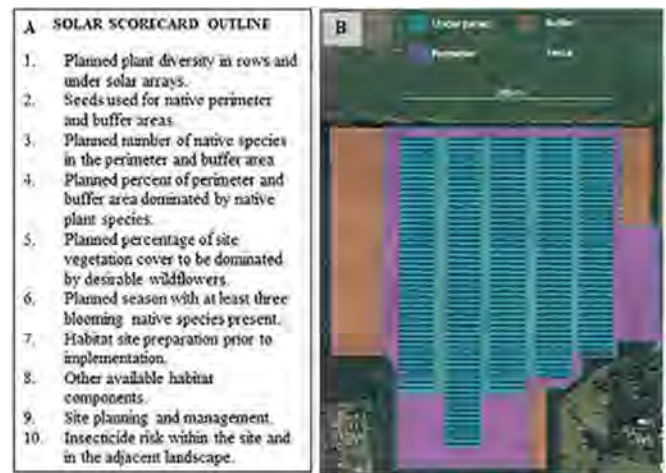 A SOLAR SCORECARD OUTLINE
1. Planned plant diversity in rows and
under solar arrays.
2. Seeds used for native perimeter
and buffer areas
3. Planned number of native species
in the perimeter and buffer area
4. Planned percent of perimeter and
buffer area dominated by native
plant species.
5. Planned percentage of site
vegetation cover to be dominated
by desirable wildflowers.
6. Planned season with at least three
blooming native species present.
7. Habitat site preparation prior to
implementation.
8. Other available habitat
components.
9. Site planning and management.
10. Insecticide risk within the site and
in the adjacent landscape.
B